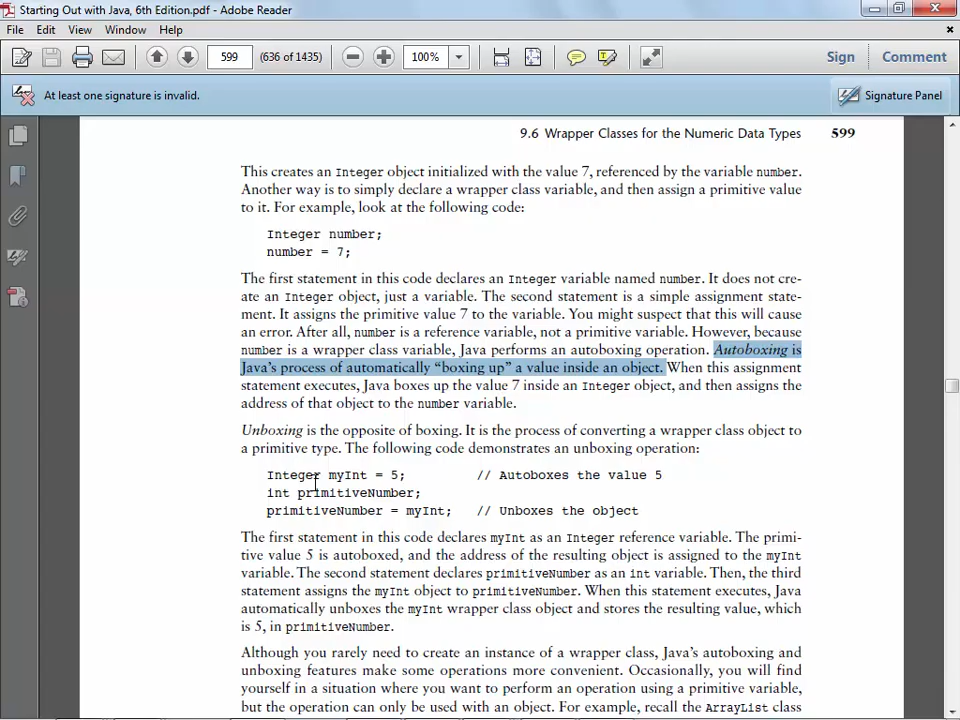 Starting Out with Java, 6th Edition.pdf - Adobe Reader
File Edit View Window Help
599 (636 of 1435) 100% Sign Comment
At least one signature is invalid. Signature Panel
9.6 Wrapper Classes for the Numeric Data Types 599
This creates an Integer object initialized with the value 7, referenced by the variable number.
Another way is to simply declare a wrapper class variable, and then assign a primitive value
to it. For example, look at the following code:
Integer number;
number = 7;
The first statement in this code declares an Integer variable named number. It does not cre-
ate an Integer object, just a variable. The second statement is a simple assignment state-
ment. It assigns the primitive value 7 to the variable. You might suspect that this will cause
an error. After all, number is a reference variable, not a primitive variable. However, because
number is a wrapper class variable, Java performs an autoboxing operation. Autoboxing is
Java's process of automatically “boxing up” a value inside an object. When this assignment
statement executes, Java boxes up the value 7 inside an Integer object, and then assigns the
address of that object to the number variable.
Unboxing is the opposite of boxing. It is the process of converting a wrapper class object to
a primitive type. The following code demonstrates an unboxing operation:
Integer myInt = 5; // Autoboxes the value 5
int primitiveNumber;
primitiveNumber = myInt; // Unboxes the object
The first statement in this code declares myInt as an Integer reference variable. The primi-
tive value 5 is autoboxed, and the address of the resulting object is assigned to the myInt
variable. The second statement declares primitiveNumber as an int variable. Then, the third
statement assigns the myInt object to primitiveNumber. When this statement executes, Java
automatically unboxes the myInt wrapper class object and stores the resulting value, which
is 5, in primitiveNumber.
Although you rarely need to create an instance of a wrapper class, Java's autoboxing and
unboxing features make some operations more convenient. Occasionally, you will find
yourself in a situation where you want to perform an operation using a primitive variable,
but the operation can only be used with an object. For example, recall the ArrayList class